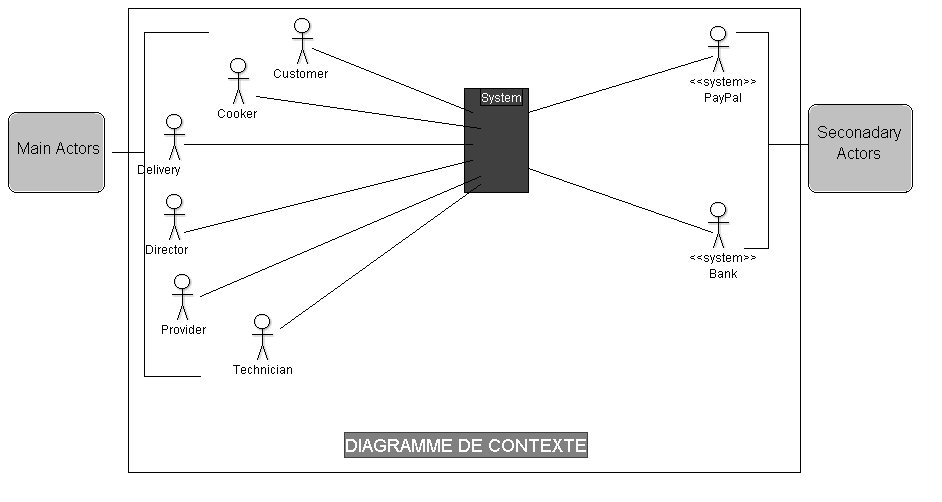 Customer
Cooker
Main Actors
Delivery
Director
Provider
Technician
System
<<system>>
PayPal
<<system>>
Bank
Seconadary
Actors
DIAGRAMME DE CONTEXTE